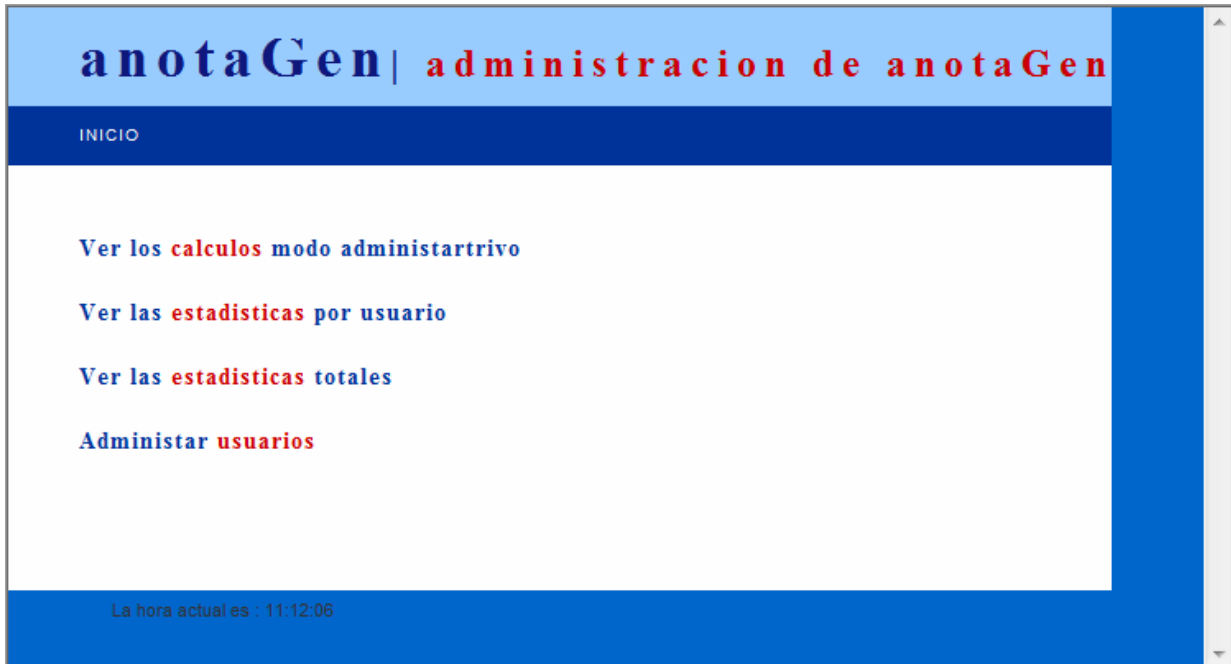 anotaGen| administracion de anotaGen
INICIO
Ver los calculos modo administartrivo
Ver las estadisticas por usuario
Ver las estadisticas totales
Administar usuarios
La hora actual es : 11:12:06